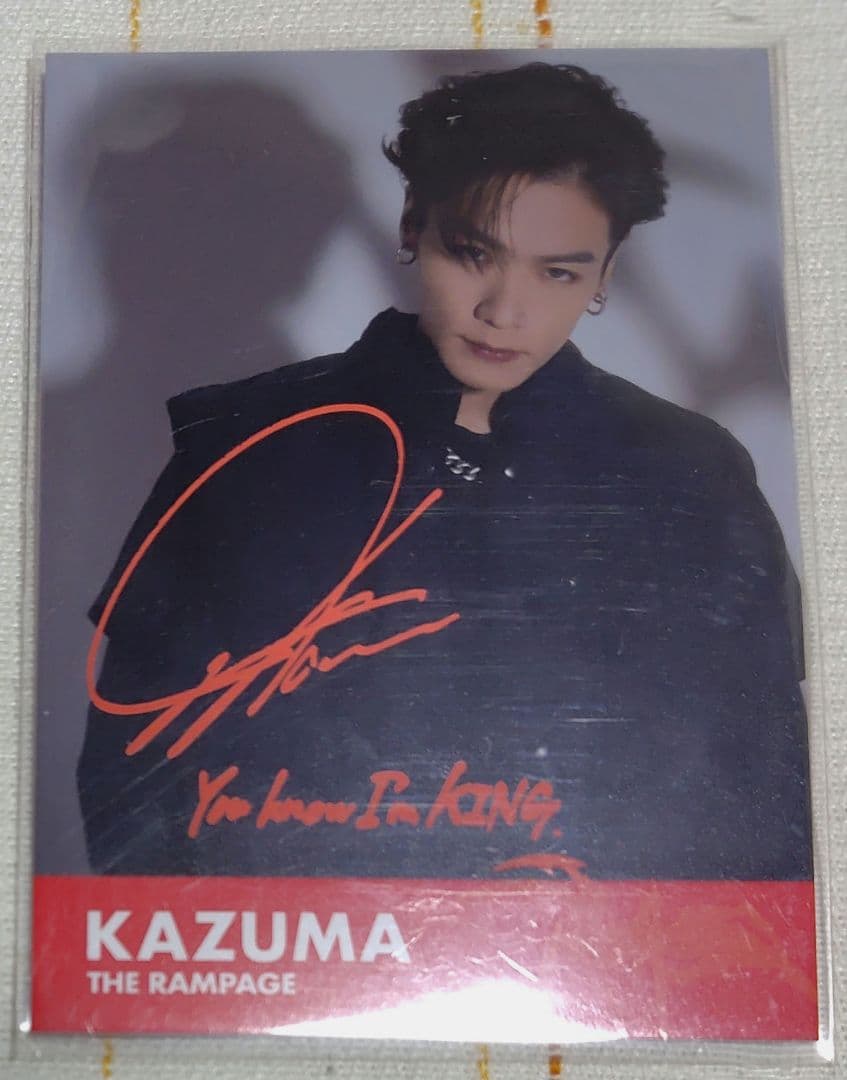 You know I'm KING.
KAZUMA
THE RAMPAGE